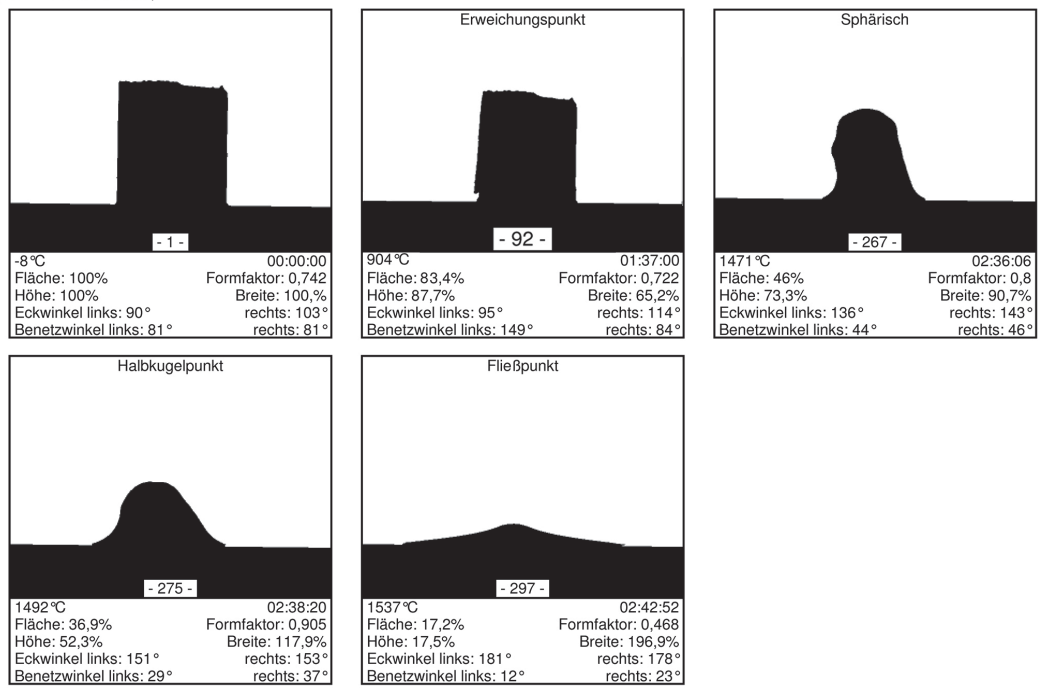 - 1 -
-8°C 00:00:00
Fläche: 100% Formfaktor: 0,742
Höhe: 100% Breite: 100,%
Eckwinkel links: 90° rechts: 103°
Benetzwinkel links: 81° rechts: 81°
Erweichungspunkt
- 92 -
904°C 01:37:00
Fläche: 83,4% Formfaktor: 0,722
Höhe: 87,7% Breite: 65,2%
Eckwinkel links: 95° rechts: 114°
Benetzwinkel links: 149° rechts: 84°
Sphärisch
- 267 -
1471°C 02:36:06
Fläche: 46% Formfaktor: 0,8
Höhe: 73,3% Breite: 90,7%
Eckwinkel links: 136° rechts: 143°
Benetzwinkel links: 44° rechts: 46°
Halbkugelpunkt
- 275 -
1492°C 02:38:20
Fläche: 36,9% Formfaktor: 0,905
Höhe: 52,3% Breite: 117,9%
Eckwinkel links: 151° rechts: 153°
Benetzwinkel links: 29° rechts: 37°
Fließpunkt
- 297 -
1537°C 02:42:52
Fläche: 17,2% Formfaktor: 0,468
Höhe: 17,5% Breite: 196,9%
Eckwinkel links: 181° rechts: 178°
Benetzwinkel links: 12° rechts: 23°